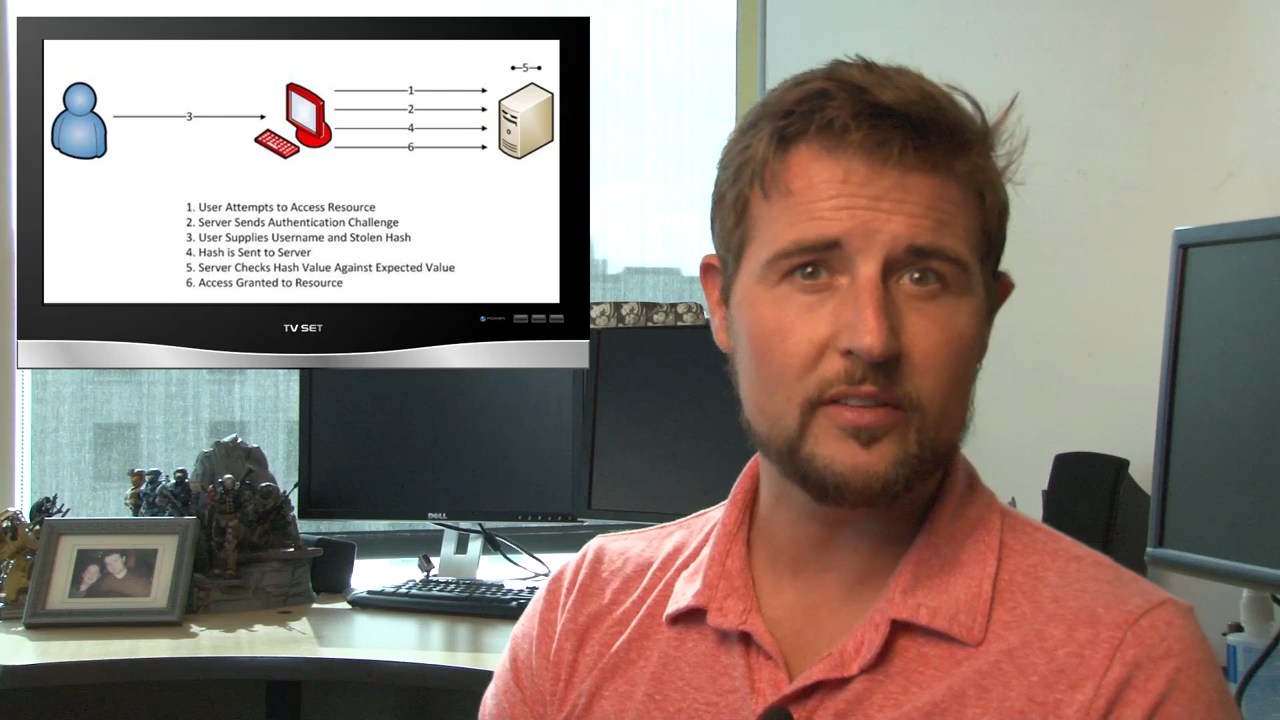 5
1
2
3
4
6
1. User Attempts to Access Resource
2. Server Sends Authentication Challenge
3. User Supplies Username and Stolen Hash
4. Hash is Sent to Server
5. Server Checks Hash Value Against Expected Value
6. Access Granted to Resource
POWER
TV SET
DELL